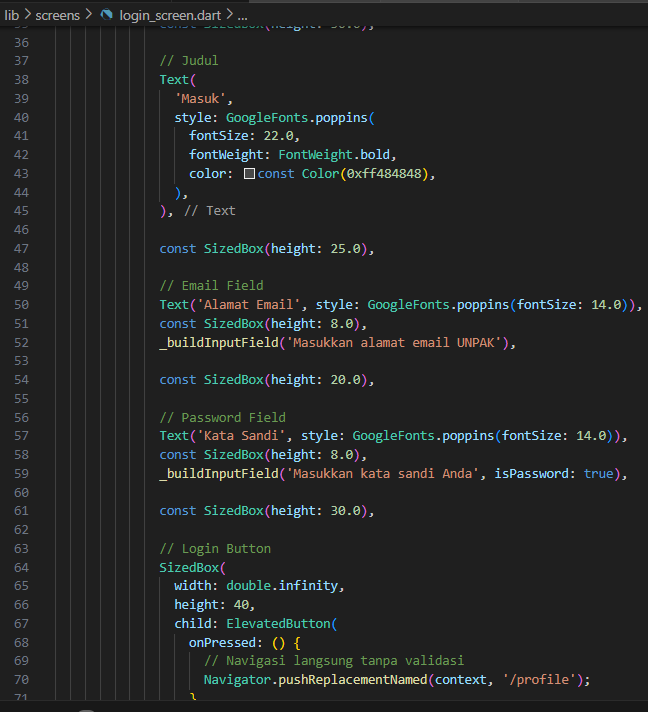 lib > screens > login_screen.dart > ...
35 const SizedBox(height: 50.0),
36
37 // Judul
38 Text(
39 'Masuk',
40 style: GoogleFonts.poppins(
41 fontSize: 22.0,
42 fontWeight: FontWeight.bold,
43 color: const Color(0xff484848),
44 ),
45 ), // Text
46
47 const SizedBox(height: 25.0),
48
49 // Email Field
50 Text('Alamat Email', style: GoogleFonts.poppins(fontSize: 14.0)),
51 const SizedBox(height: 8.0),
52 _buildInputField('Masukkan alamat email UNPAK'),
53
54 const SizedBox(height: 20.0),
55
56 // Password Field
57 Text('Kata Sandi', style: GoogleFonts.poppins(fontSize: 14.0)),
58 const SizedBox(height: 8.0),
59 _buildInputField('Masukkan kata sandi Anda', isPassword: true),
60
61 const SizedBox(height: 30.0),
62
63 // Login Button
64 SizedBox(
65 width: double.infinity,
66 height: 40,
67 child: ElevatedButton(
68 onPressed: () {
69 // Navigasi langsung tanpa validasi
70 Navigator.pushReplacementNamed(context, '/profile');
71 }